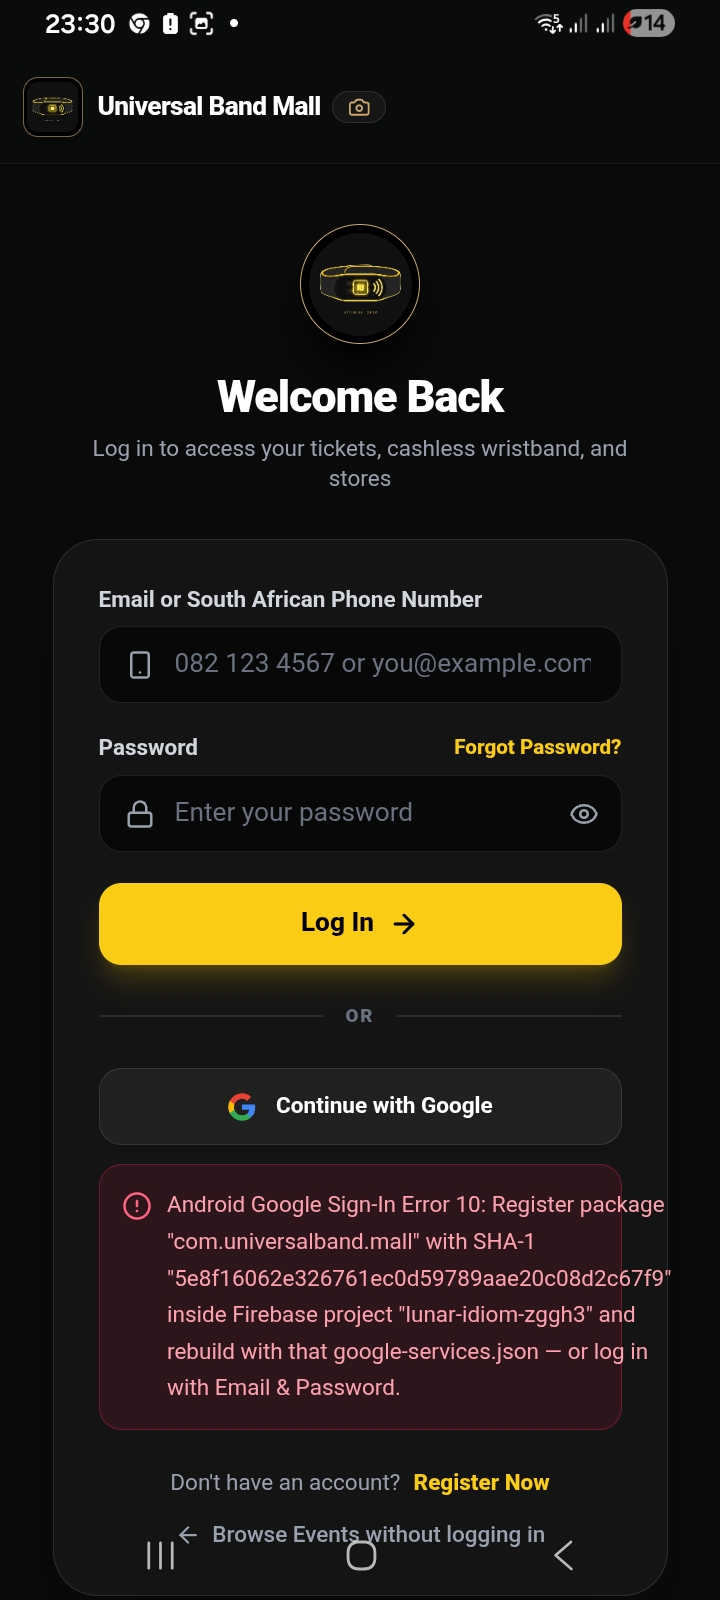 23:30
5
14
Universal Band Mall
Welcome Back
Log in to access your tickets, cashless wristband, and
stores
Email or South African Phone Number
082 123 4567 or you@example.com
Password
Forgot Password?
Enter your password
Log In
OR
Continue with Google
Android Google Sign-In Error 10: Register package
"com.universalband.mall" with SHA-1
"5e8f16062e326761ec0d59789aae20c08d2c67f9"
inside Firebase project "lunar-idiom-zggh3" and
rebuild with that google-services.json — or log in
with Email & Password.
Don't have an account? Register Now
Browse Events without logging in